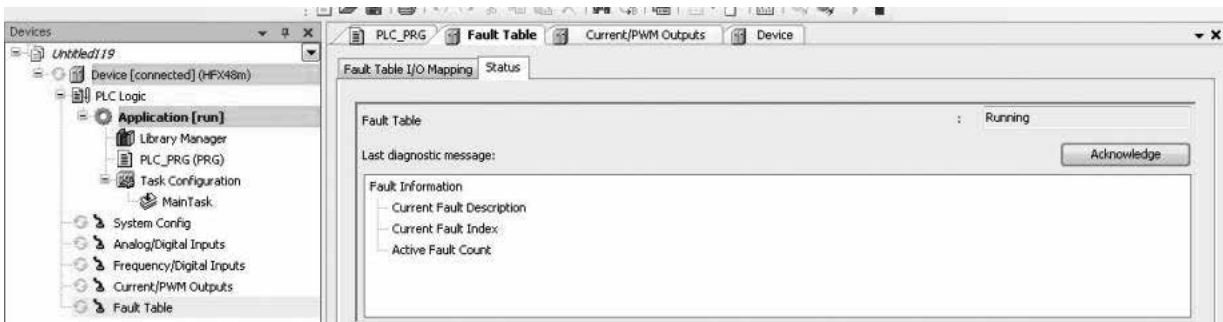 Devices
Untitled119
Device [connected] (HFX48m)
PLC Logic
Application [run]
Library Manager
PLC_PRG (PRG)
Task Configuration
MainTask
System Config
Analog/Digital Inputs
Frequency/Digital Inputs
Current/PWM Outputs
Fault Table
PLC_PRG Fault Table Current/PWM Outputs Device
Fault Table I/O Mapping Status
Fault Table : Running
Last diagnostic message: Acknowledge
Fault Information
Current Fault Description
Current Fault Index
Active Fault Count